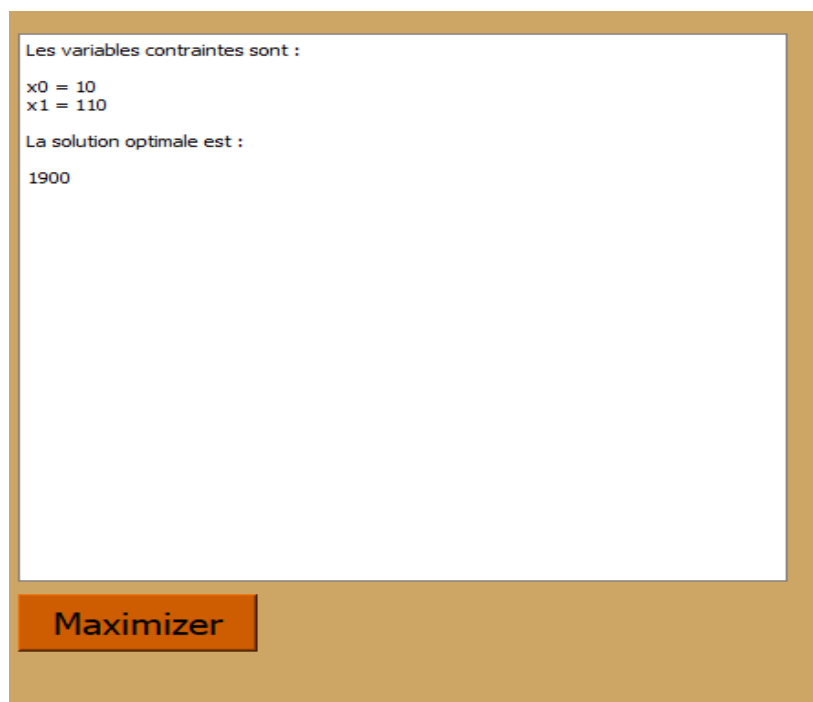 Les variables contraintes sont :
x0 = 10
x1 = 110
La solution optimale est :
1900
Maximizer